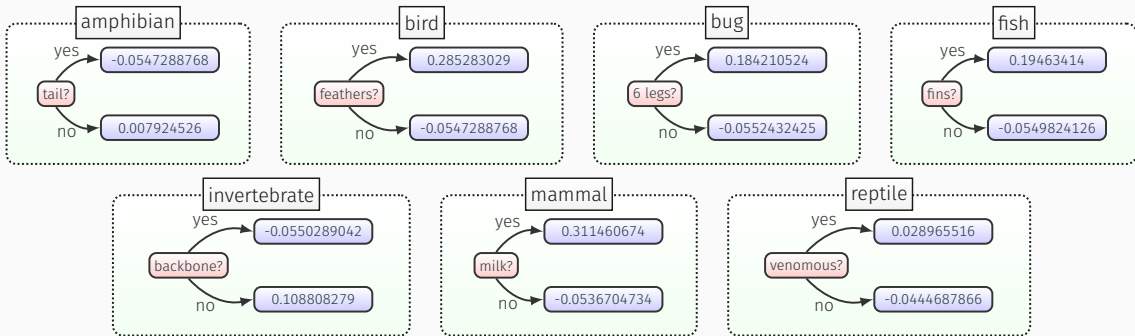 amphibian
yes
-0.0547288768
tail?
no
0.007924526
bird
yes
0.285283029
feathers?
no
-0.0547288768
bug
yes
0.184210524
6 legs?
no
-0.0552432425
fish
yes
0.19463414
fins?
no
-0.0549824126
invertebrate
yes
-0.0550289042
backbone?
no
0.108808279
mammal
yes
0.311460674
milk?
no
-0.0536704734
reptile
yes
0.028965516
venomous?
no
-0.0444687866